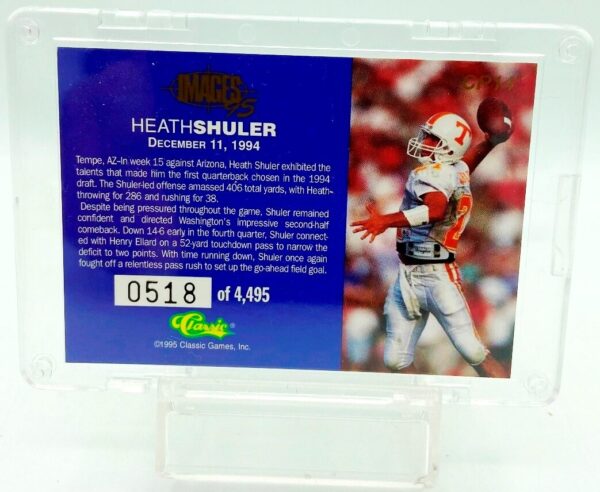 IMAGES
95
CP14
HEATHSHULER
DECEMBER 11, 1994
T
Tempe, AZ-In week 15 against Arizona, Heath Shuler exhibited the
talents that made him the first quarterback chosen in the 1994
draft. The Shuler-led offense amassed 406 total yards, with Heath-
throwing for 286 and rushing for 38.
Despite being pressured throughout the game, Shuler remained
confident and directed Washington's impressive second-half
comeback. Down 14-6 early in the fourth quarter, Shuler connect-
ed with Henry Ellard on a 52-yard touchdown pass to narrow the
deficit to two points. With time running down, Shuler once again
fought off a relentless pass rush to set up the go-ahead field goal.
0518 of 4,495
Classic®
©1995 Classic Games, Inc.